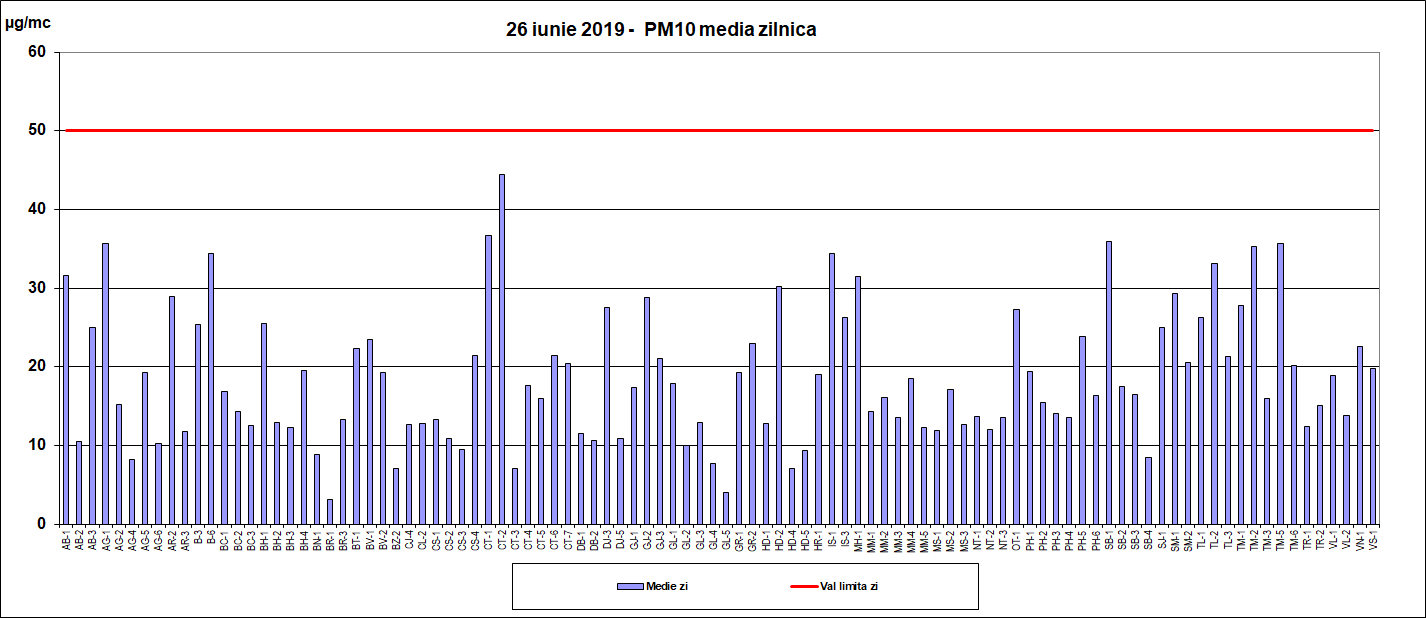 µg/mc
26 iunie 2019 - PM10 media zilnica
60
50
40
30
20
10
0
AB-1 AB-2 AB-3 AG-1 AG-2 AG-4 AG-5 AG-6 AR-2 AR-3 B-3 B-6 BC-1 BC-2 BC-3 BH-1 BH-2 BH-3 BH-4 BN-1 BR-1 BR-3 BT-1 BV-1 BV-2 BZ-2 CJ-4 CL-2 CS-1 CS-2 CS-3 CS-4 CT-1 CT-2 CT-3 CT-4 CT-5 CT-6 CT-7 DB-1 DB-2 DJ-3 DJ-5 GJ-1 GJ-2 GJ-3 GL-1 GL-2 GL-3 GL-4 GL-5 GR-1 GR-2 HD-1 HD-2 HD-4 HD-5 HR-1 IS-1 IS-3 MH-1 MM-1 MM-2 MM-3 MM-4 MM-5 MS-1 MS-2 MS-3 NT-1 NT-2 NT-3 OT-1 PH-1 PH-2 PH-3 PH-4 PH-5 PH-6 SB-1 SB-2 SB-3 SB-4 SJ-1 SM-1 SM-2 TL-1 TL-2 TL-3 TM-1 TM-2 TM-3 TM-5 TM-6 TR-1 TR-2 VL-1 VL-2 VN-1 VS-1
Medie zi Val limita zi